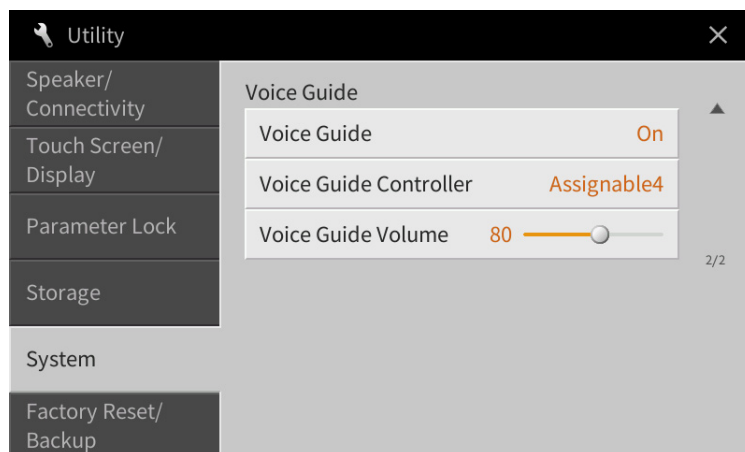 Utility
Speaker/
Connectivity
Touch Screen/
Display
Parameter Lock
Storage
System
Factory Reset/
Backup
Voice Guide
Voice Guide On
Voice Guide Controller Assignable4
Voice Guide Volume 80
2/2